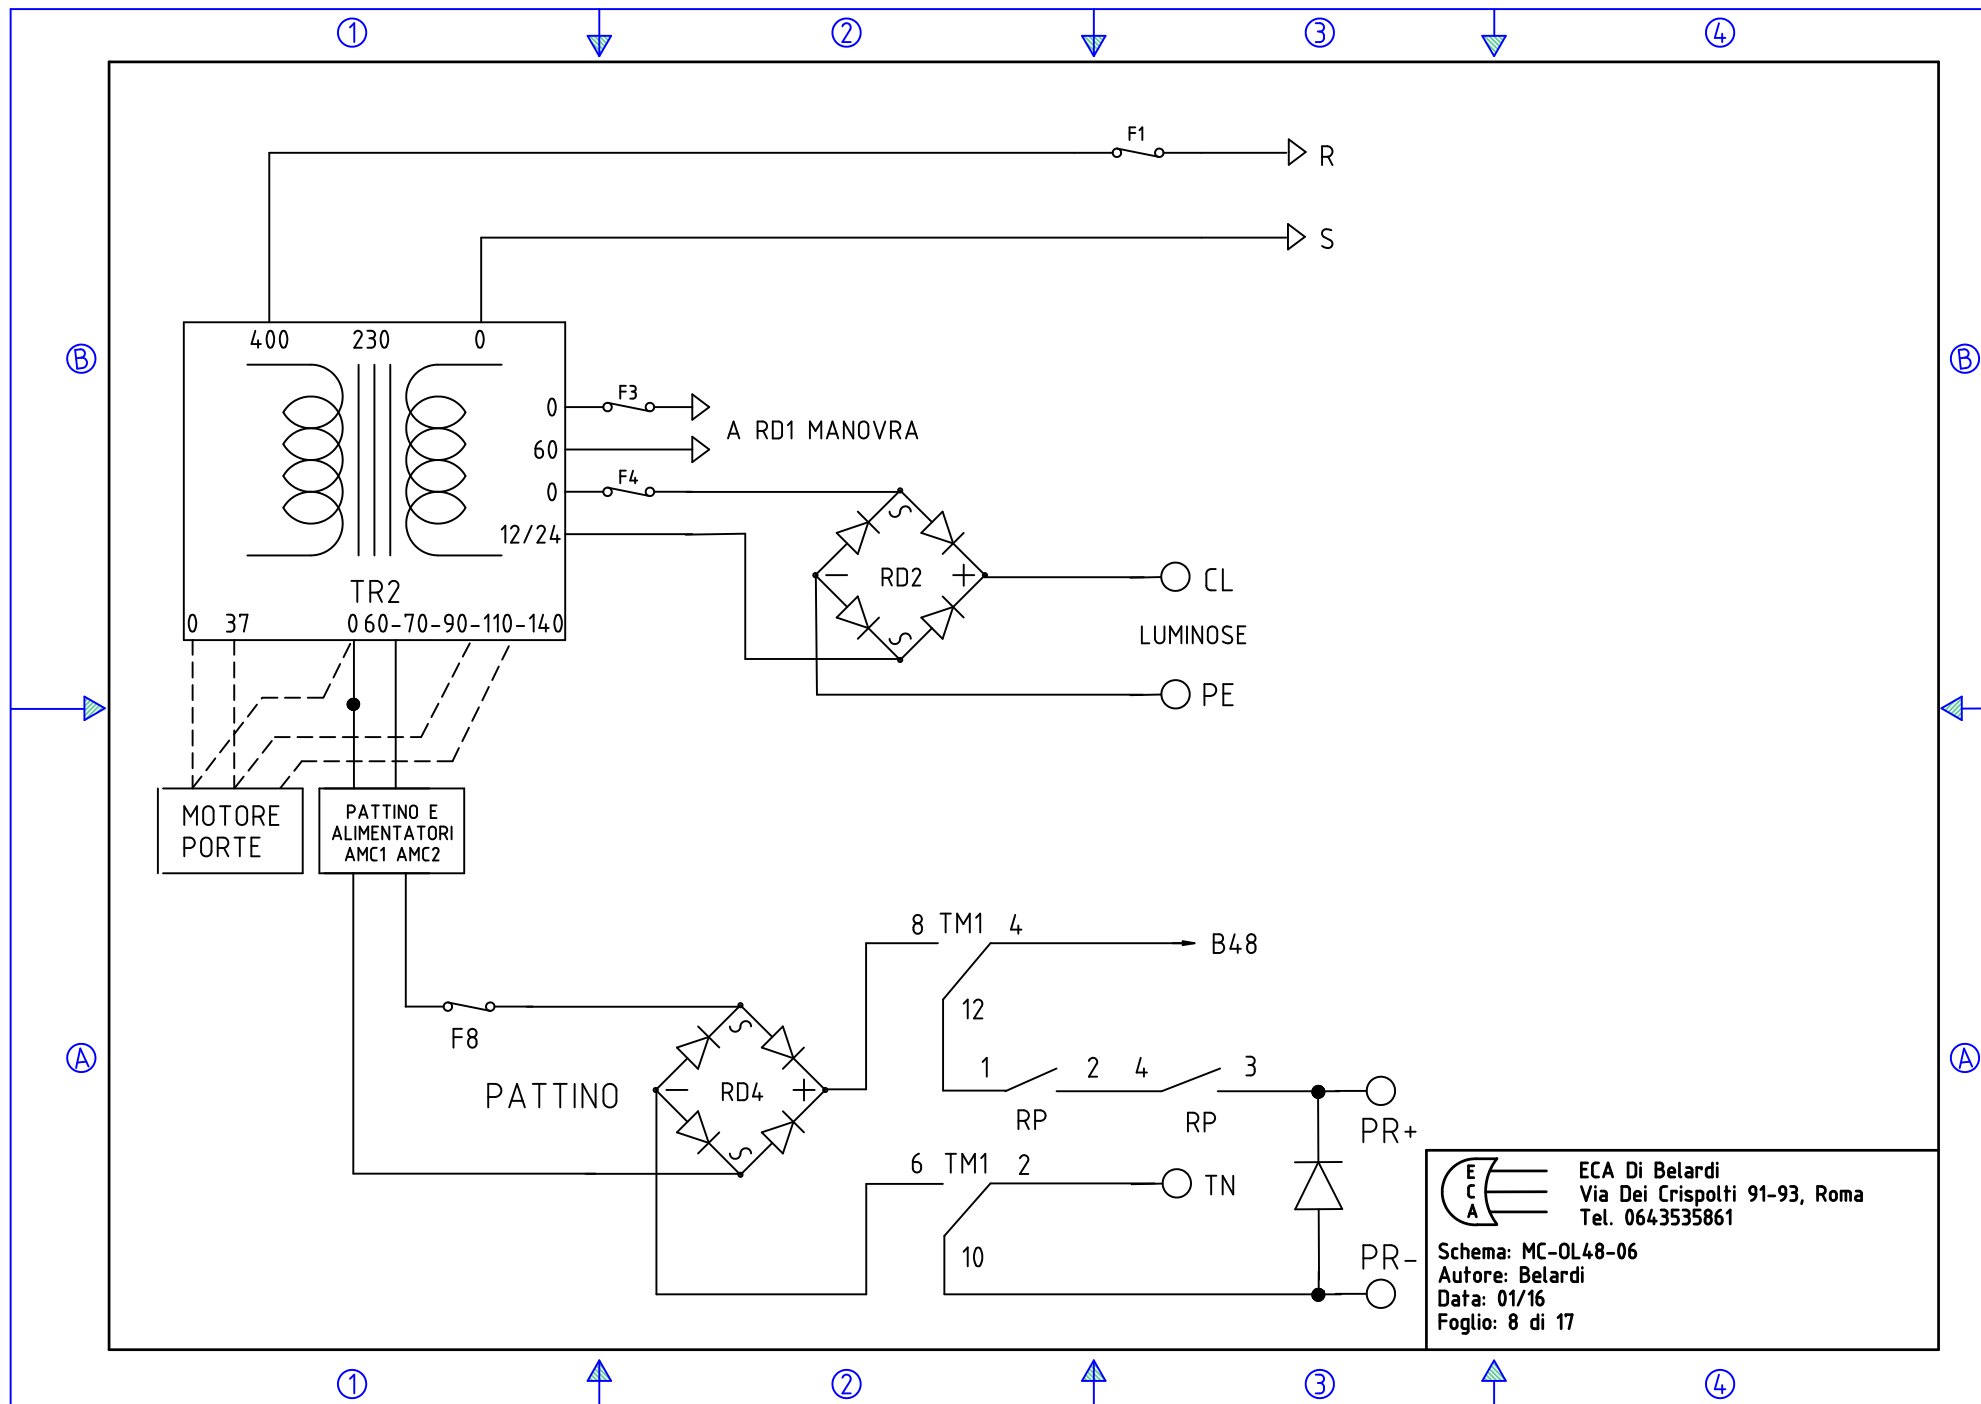 1 2 3 4
F1
R
S
B B
400 230 0
0 F3
A RD1 MANOVRA
60
0 F4
12/24
S
- RD2 +
CL
LUMINOSE
S
PE
TR2
0 37 0 60-70-90-110-140
MOTORE
PORTE
PATTINO E
ALIMENTATORI
AMC1 AMC2
8 TM1 4
B48
12
F8
S
A A
PATTINO
- RD4 +
S
1 2 4 3
RP RP
PR+
6 TM1 2
TN
10
PR-
E
C
A
ECA Di Belardi
Via Dei Crispolti 91-93, Roma
Tel. 0643535861
Schema: MC-OL48-06
Autore: Belardi
Data: 01/16
Foglio: 8 di 17
1 2 3 4